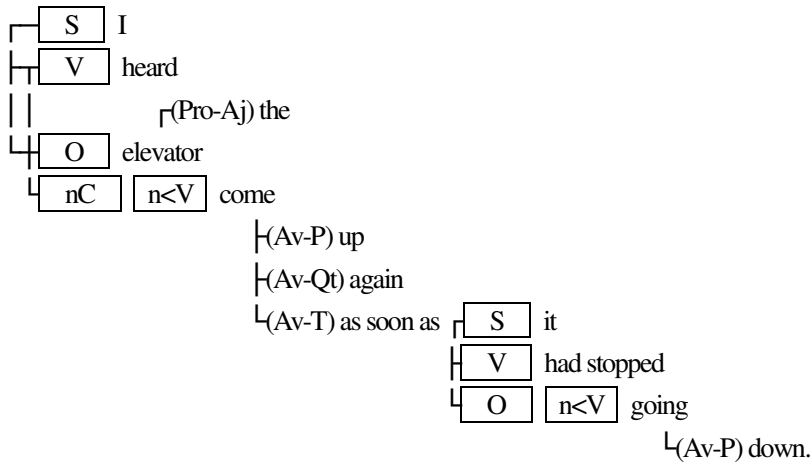 S I
V heard
(Pro-Aj) the
O elevator
nC n<V come
(Av-P) up
(Av-Qt) again
(Av-T) as soon as S it
V had stopped
O n<V going
(Av-P) down.